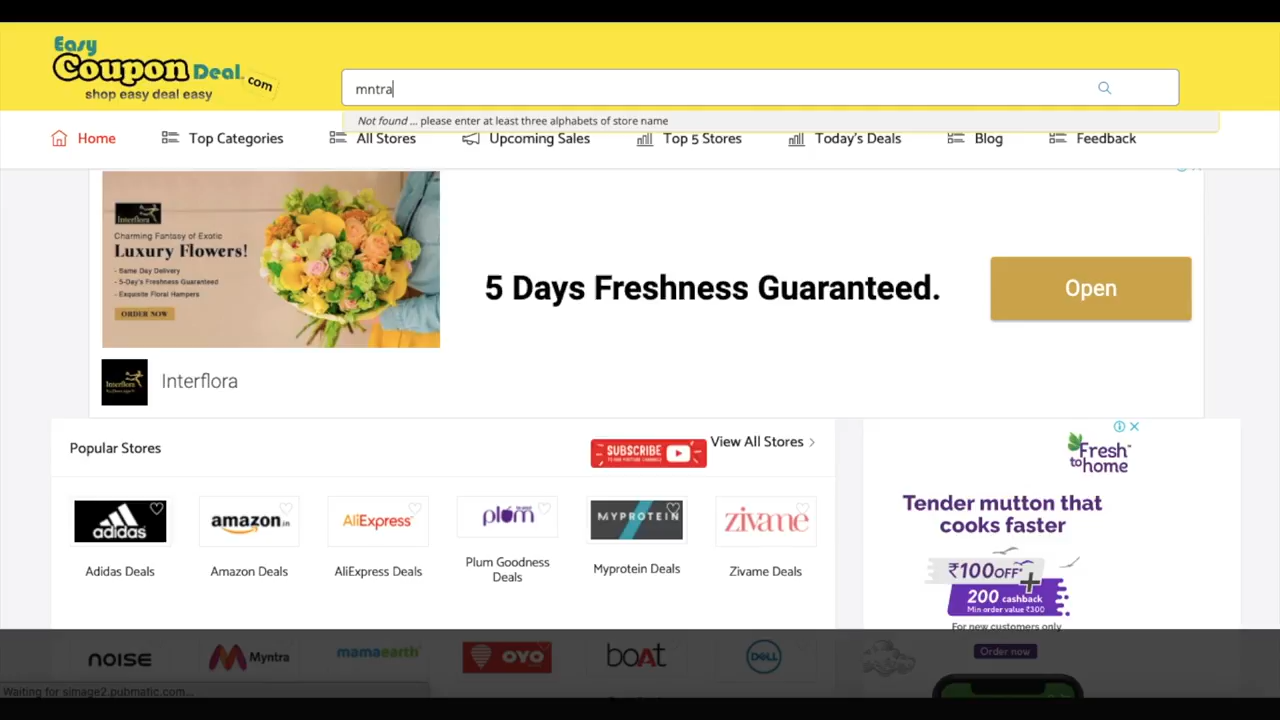 Easy
Coupon Deal.com
shop easy deal easy
mntra
Not found ... please enter at least three alphabets of store name
Home
Top Categories
All Stores
Upcoming Sales
Top 5 Stores
Today's Deals
Blog
Feedback
Interflora
Charming Fantasy of Exotic
Luxury Flowers!
- Same Day Delivery
- 5-Day's Freshness Guaranteed
- Exquisite Floral Hampers
ORDER NOW
5 Days Freshness Guaranteed.
Open
Interflora
Interflora
Popular Stores
SUBSCRIBE
View All Stores
adidas
amazon.in
AliExpress
plum
MYPROTEIN
zivame
Adidas Deals
Amazon Deals
AliExpress Deals
Plum Goodness
Deals
Myprotein Deals
Zivame Deals
Fresh
to home
Tender mutton that
cooks faster
₹100 OFF
200 cashback
Min order value ₹300
For new customers only
Order now
NOISE
Myntra
mamaearth
OYO
boAt
DELL
Waiting for simage2.pubmatic.com...